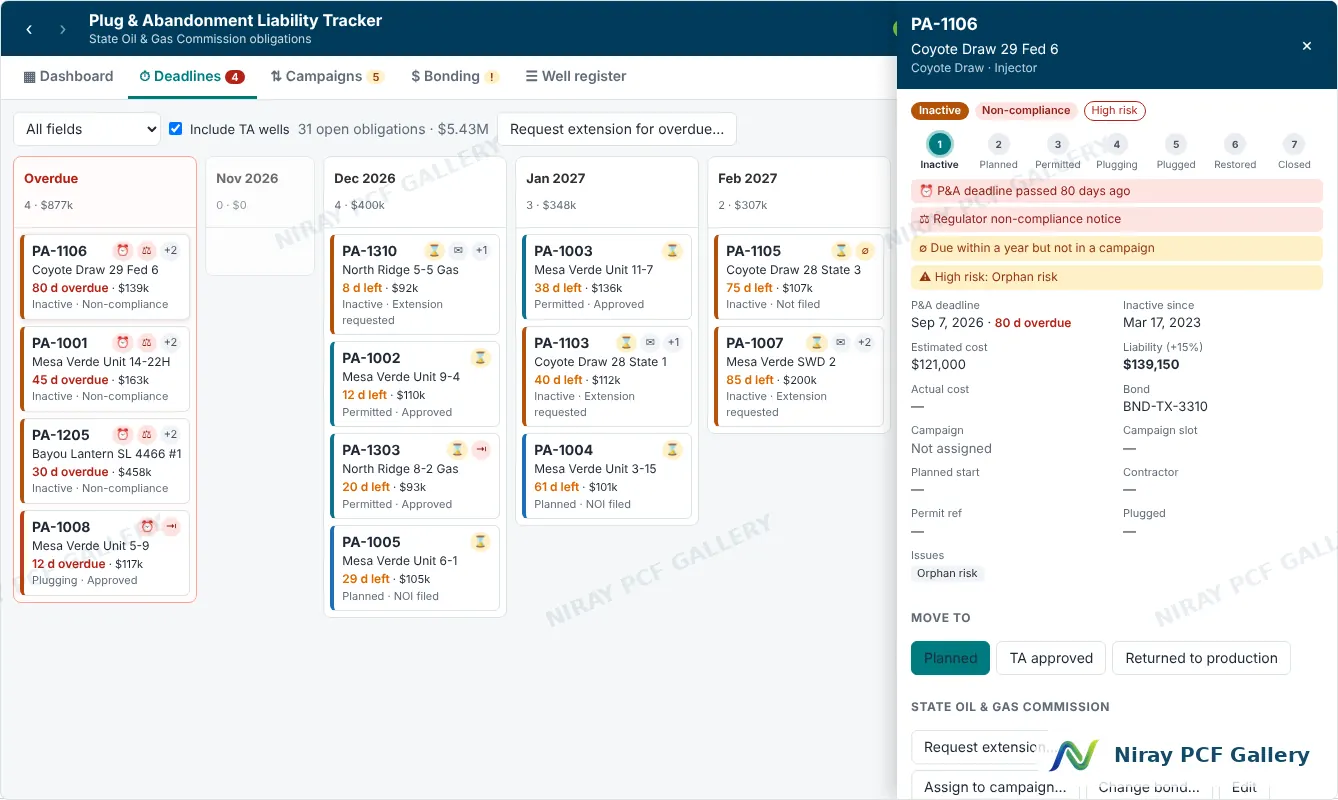 Plug & Abandonment Liability Tracker
State Oil & Gas Commission obligations
Dashboard
Deadlines 4
Campaigns 5
$ Bonding !
Well register
All fields
Include TA wells
31 open obligations · $5.43M
Request extension for overdue...
Overdue
4 · $877k
PA-1106 +2
Coyote Draw 29 Fed 6
80 d overdue · $139k
Inactive · Non-compliance
PA-1001 +2
Mesa Verde Unit 14-22H
45 d overdue · $163k
Inactive · Non-compliance
PA-1205 +2
Bayou Lantern SL 4466 #1
30 d overdue · $458k
Inactive · Non-compliance
PA-1008
Mesa Verde Unit 5-9
12 d overdue · $117k
Plugging · Approved
Nov 2026
0 · $0
Dec 2026
4 · $400k
PA-1310 +1
North Ridge 5-5 Gas
8 d left · $92k
Inactive · Extension
requested
PA-1002
Mesa Verde Unit 9-4
12 d left · $110k
Permitted · Approved
PA-1303
North Ridge 8-2 Gas
20 d left · $93k
Permitted · Approved
PA-1005
Mesa Verde Unit 6-1
29 d left · $105k
Planned · NOI filed
Jan 2027
3 · $348k
PA-1003
Mesa Verde Unit 11-7
38 d left · $136k
Permitted · Approved
PA-1103 +1
Coyote Draw 28 State 1
40 d left · $112k
Inactive · Extension
requested
PA-1004
Mesa Verde Unit 3-15
61 d left · $101k
Planned · NOI filed
Feb 2027
2 · $307k
PA-1105
Coyote Draw 28 State 3
75 d left · $107k
Inactive · Not filed
PA-1007 +2
Mesa Verde SWD 2
85 d left · $200k
Inactive · Extension
requested
PA-1106
Coyote Draw 29 Fed 6
Coyote Draw · Injector
Inactive Non-compliance High risk
1 2 3 4 5 6 7
Inactive Planned Permitted Plugging Plugged Restored Closed
P&A deadline passed 80 days ago
Regulator non-compliance notice
Due within a year but not in a campaign
High risk: Orphan risk
P&A deadline
Sep 7, 2026 · 80 d overdue
Inactive since
Mar 17, 2023
Estimated cost
$121,000
Liability (+15%)
$139,150
Actual cost
—
Bond
BND-TX-3310
Campaign
Not assigned
Campaign slot
—
Planned start
—
Contractor
—
Permit ref
—
Plugged
—
Issues
Orphan risk
MOVE TO
Planned
TA approved
Returned to production
STATE OIL & GAS COMMISSION
Request extension...
Assign to campaign...
Change bond...
Edit
Niray PCF Gallery
NIRAY PCF GALLERY
NIRAY PCF GALLERY